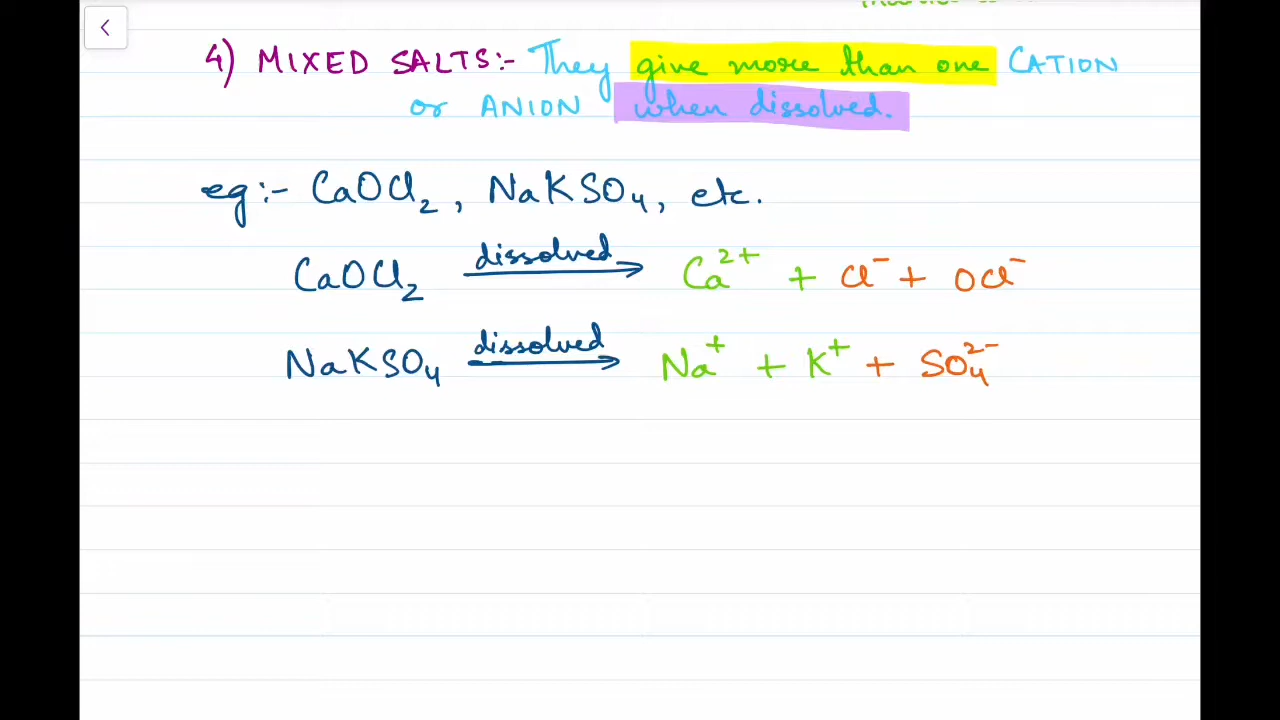 4) MIXED SALTS:- They give more than one CATION
or ANION when dissolved.
eg:- CaOCl₂, NaKSO₄, etc.
CaOCl₂ dissolved → Ca²⁺ + Cl⁻ + OCl⁻
NaKSO₄ dissolved → Na⁺ + K⁺ + SO₄²⁻